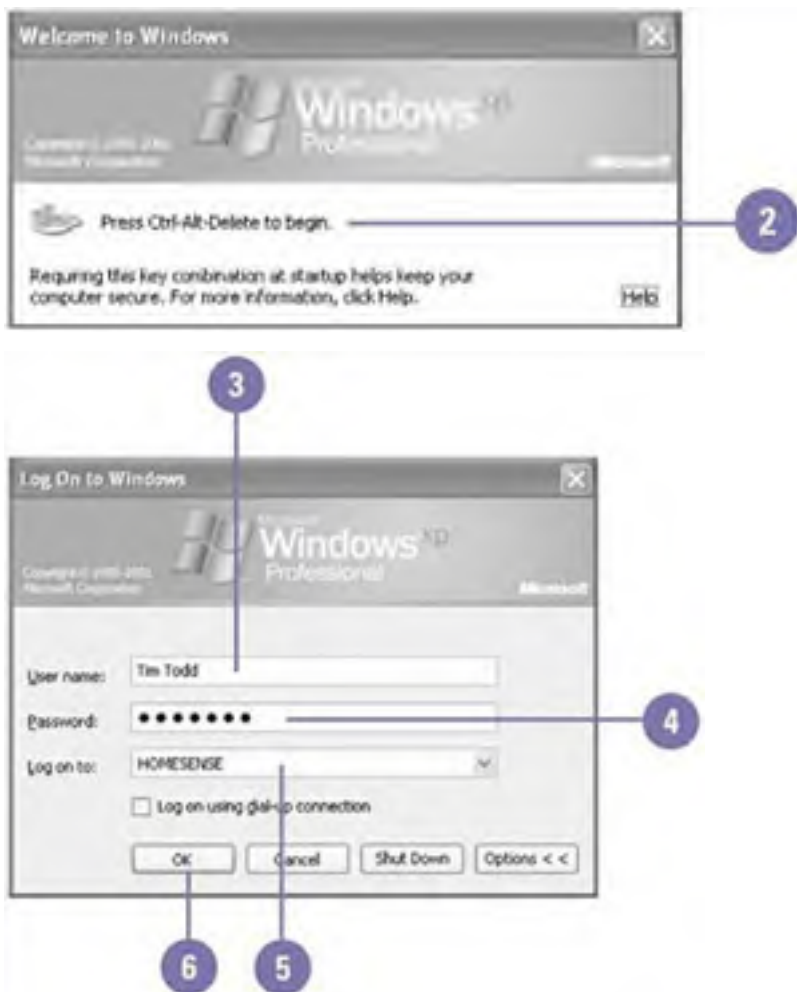 Welcome to Windows
Windows xp
Professional
Microsoft
Press Ctrl-Alt-Delete to begin.
2
Requiring this key combination at startup helps keep your
computer secure. For more information, click Help.
Help
3
Log On to Windows
Microsoft
Windows xp
Professional
Microsoft
User name:
Tim Todd
Password:
4
Log on to:
HOMESENSE
Log on using dial-up connection
OK
Cancel
Shut Down
Options < <
6
5